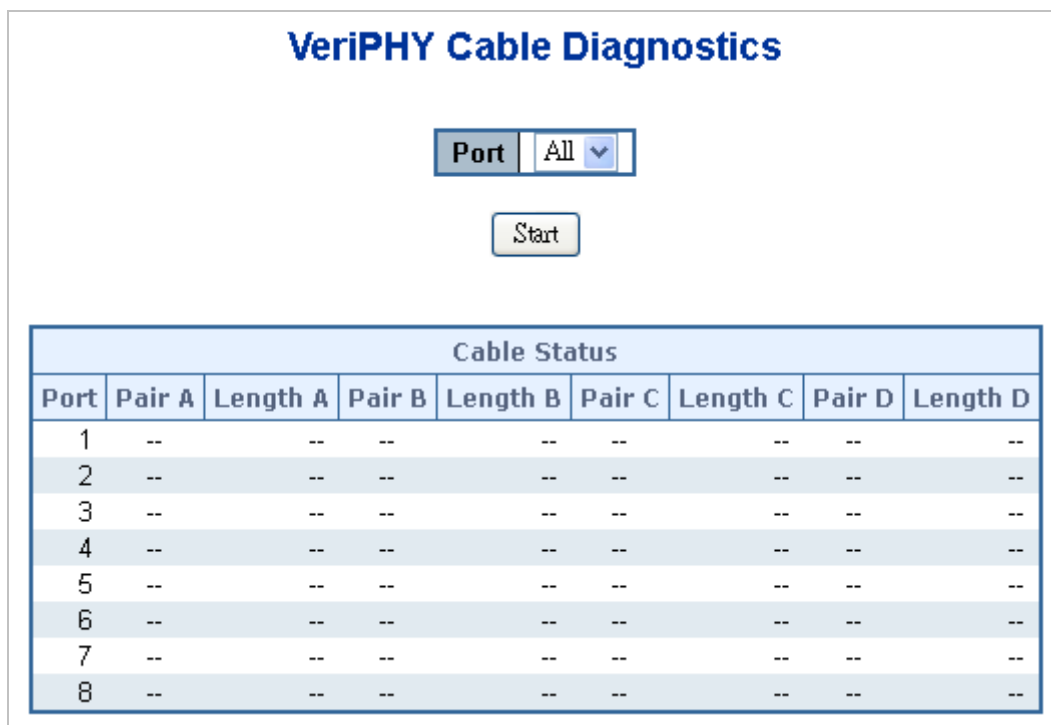 VeriPHY Cable Diagnostics
Port All
Start
Cable Status
Port Pair A Length A Pair B Length B Pair C Length C Pair D Length D
1 -- -- -- -- -- -- -- --
2 -- -- -- -- -- -- -- --
3 -- -- -- -- -- -- -- --
4 -- -- -- -- -- -- -- --
5 -- -- -- -- -- -- -- --
6 -- -- -- -- -- -- -- --
7 -- -- -- -- -- -- -- --
8 -- -- -- -- -- -- -- --